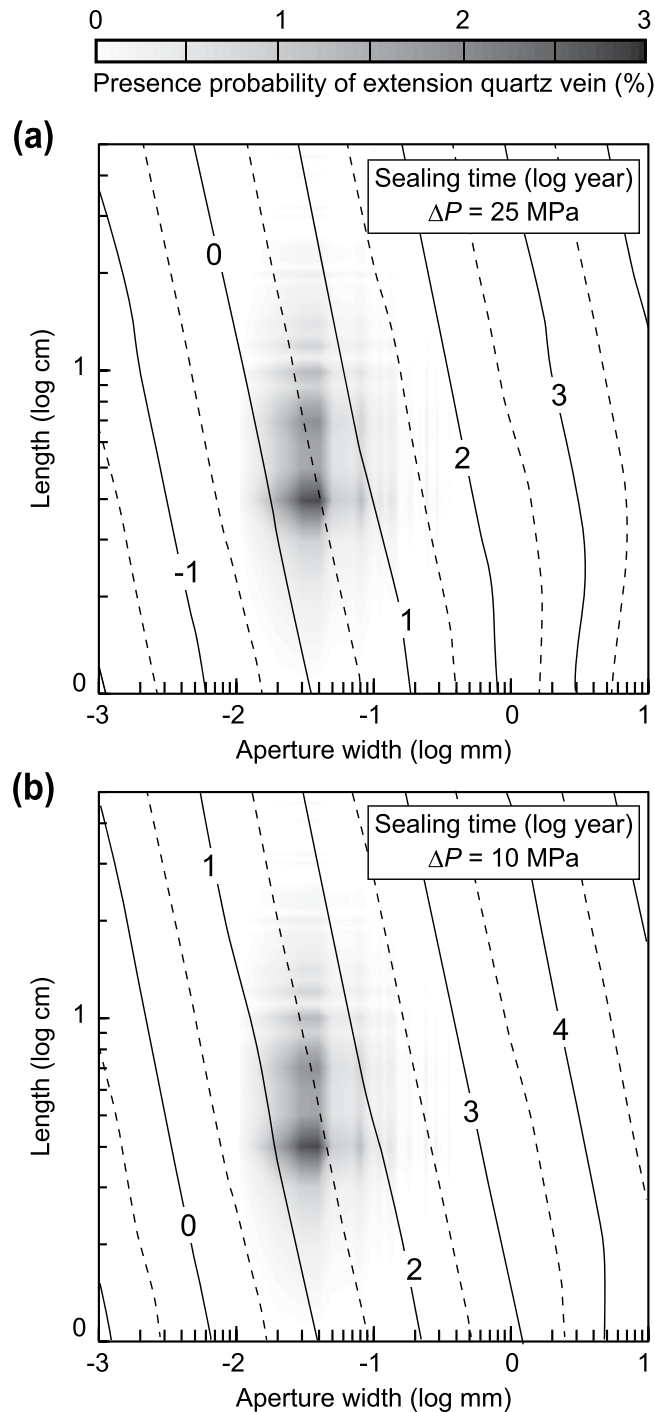 0 1 2 3
Presence probability of extension quartz vein (%)
(a)
Sealing time (log year)
ΔP = 25 MPa
0
1
3
2
-1
1
0
Length (log cm)
-3 -2 -1 0 1
Aperture width (log mm)
(b)
Sealing time (log year)
ΔP = 10 MPa
1
1
4
3
0
2
0
Length (log cm)
-3 -2 -1 0 1
Aperture width (log mm)